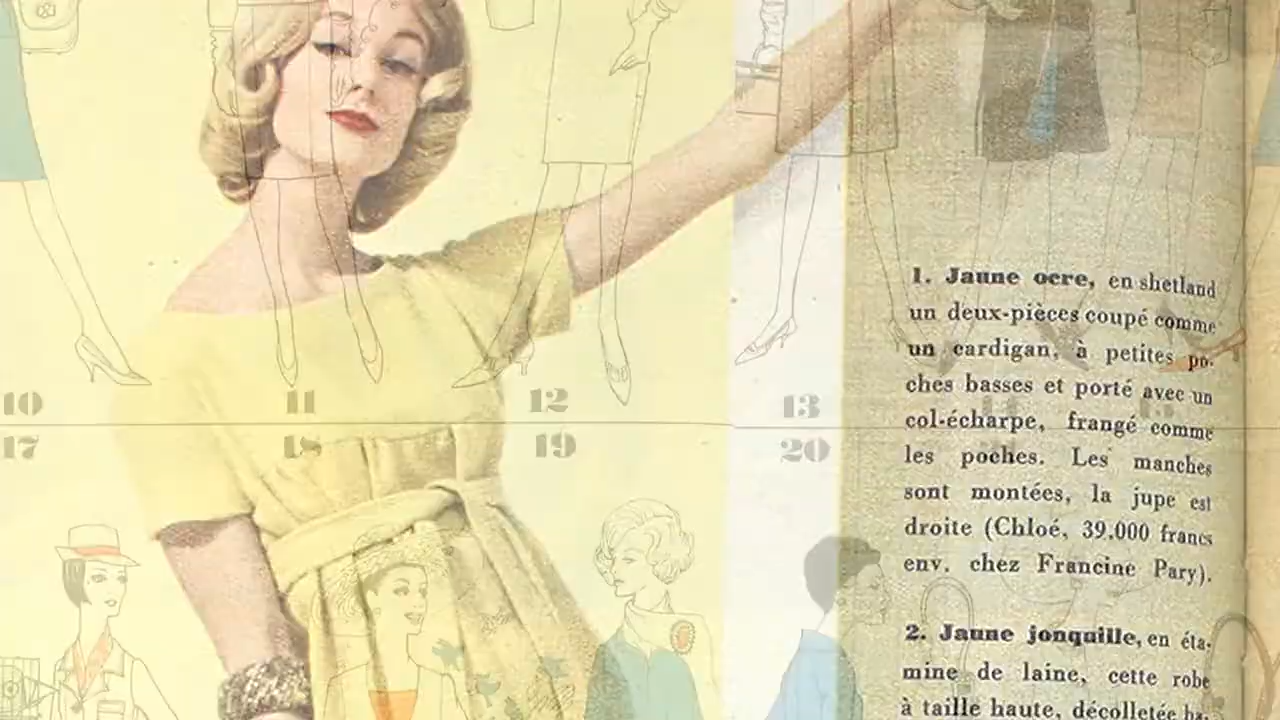 10
11
12
13
17
18
19
20
1. Jaune ocre, en shetland
un deux-pièces coupé comme
un cardigan, à petites po-
ches basses et porté avec un
col-écharpe, frangé comme
les poches. Les manches
sont montées, la jupe est
droite (Chloé, 39.000 francs
env. chez Francine Pary).
2. Jaune jonquille, en éta-
mine de laine, cette robe
à taille haute, décolletée ba-